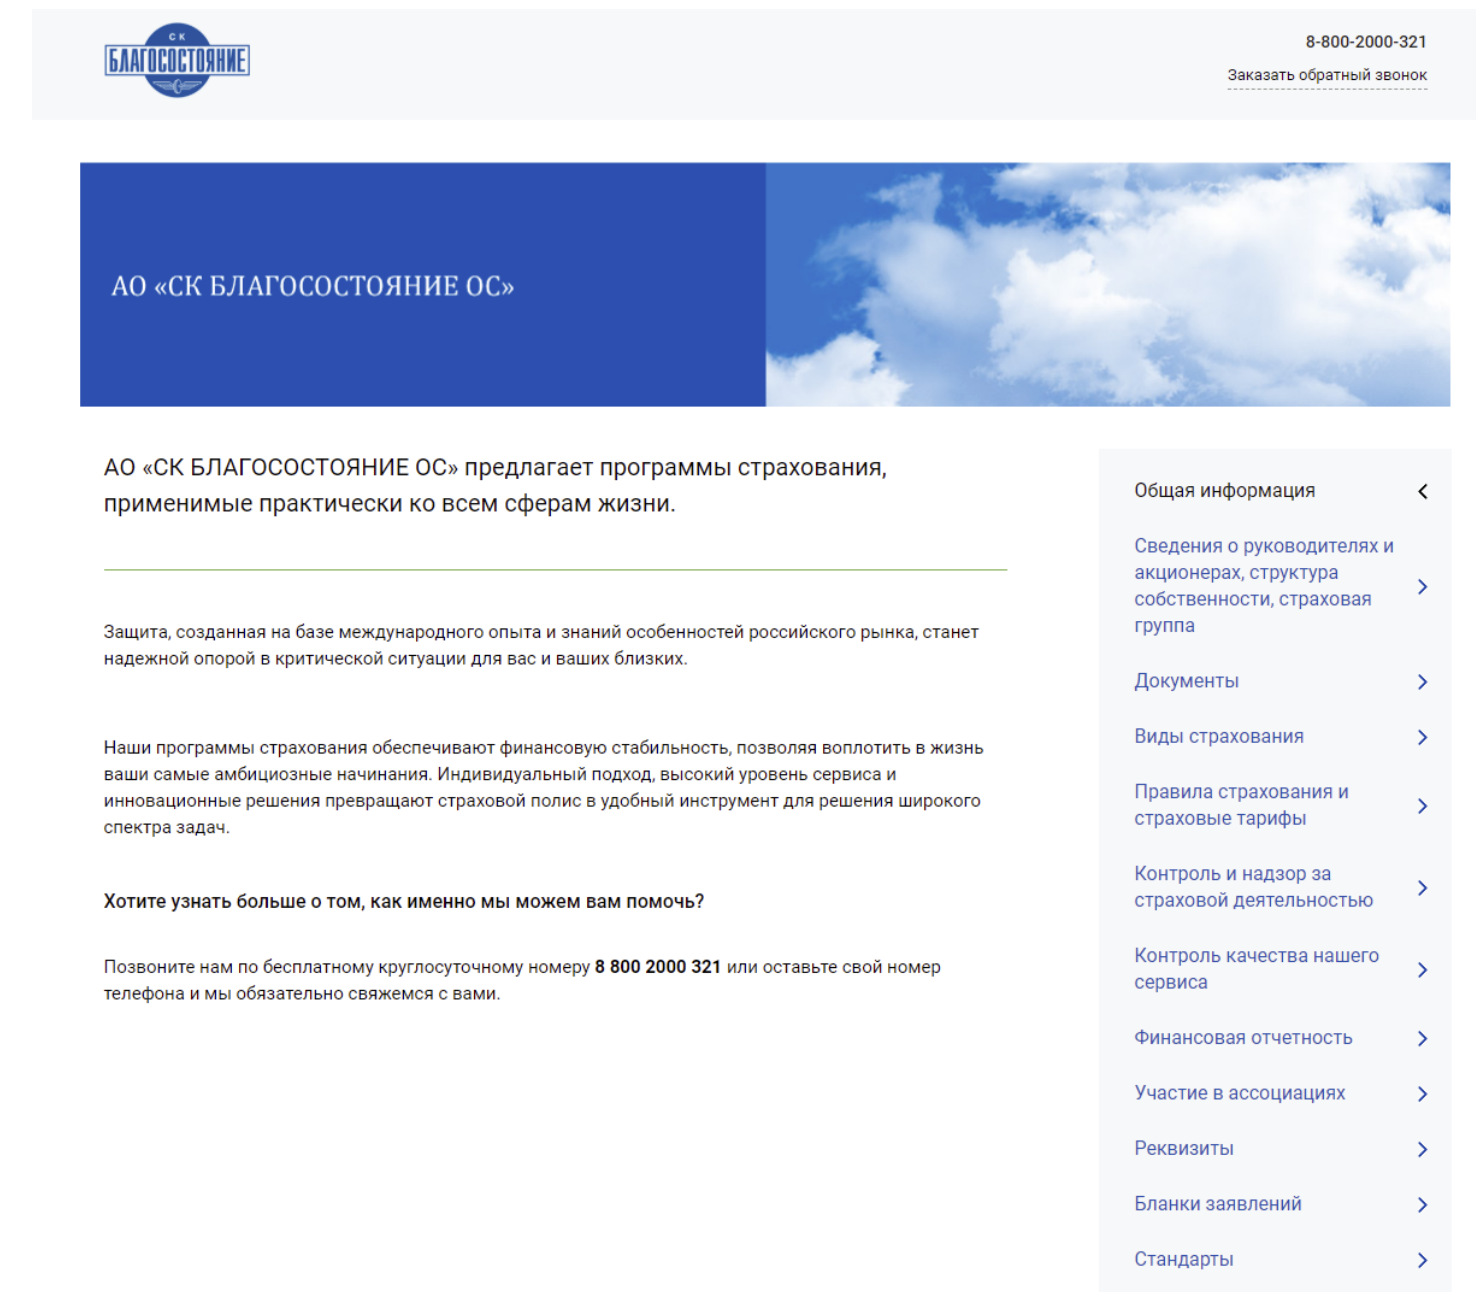 СК
БЛАГОСОСТОЯНИЕ
8-800-2000-321
Заказать обратный звонок
АО «СК БЛАГОСОСТОЯНИЕ ОС»
АО «СК БЛАГОСОСТОЯНИЕ ОС» предлагает программы страхования,
применимые практически ко всем сферам жизни.
Защита, созданная на базе международного опыта и знаний особенностей российского рынка, станет
надежной опорой в критической ситуации для вас и ваших близких.
Наши программы страхования обеспечивают финансовую стабильность, позволяя воплотить в жизнь
ваши самые амбициозные начинания. Индивидуальный подход, высокий уровень сервиса и
инновационные решения превращают страховой полис в удобный инструмент для решения широкого
спектра задач.
Хотите узнать больше о том, как именно мы можем вам помочь?
Позвоните нам по бесплатному круглосуточному номеру 8 800 2000 321 или оставьте свой номер
телефона и мы обязательно свяжемся с вами.
Общая информация
Сведения о руководителях и
акционерах, структура
собственности, страховая
группа
Документы
Виды страхования
Правила страхования и
страховые тарифы
Контроль и надзор за
страховой деятельностью
Контроль качества нашего
сервиса
Финансовая отчетность
Участие в ассоциациях
Реквизиты
Бланки заявлений
Стандарты